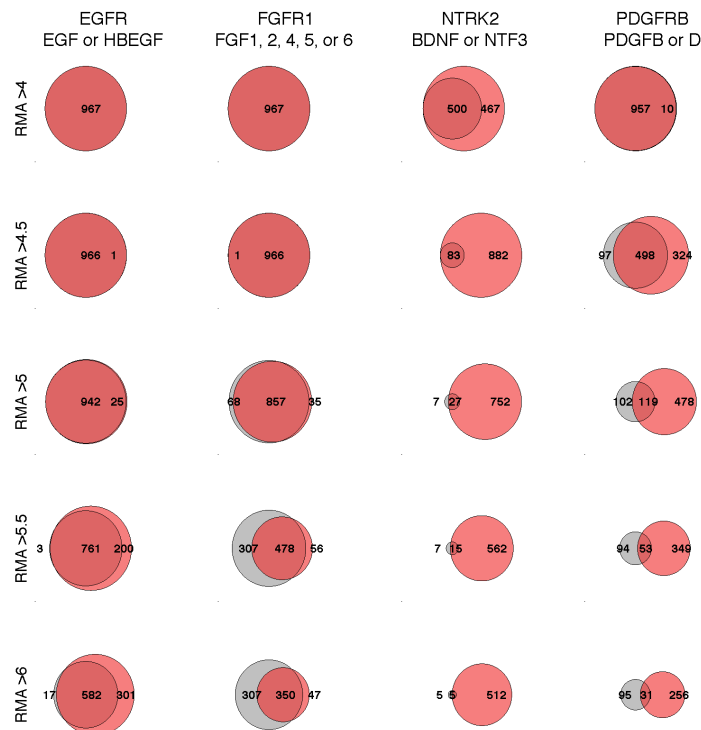 EGFR FGFR1 NTRK2 PDGFRB
EGF or HBEGF FGF1, 2, 4, 5, or 6 BDNF or NTF3 PDGFB or D
RMA >4
967 967 500 467 957 10
RMA >4.5
966 1 1 966 83 882 97 498 324
RMA >5
942 25 68 857 35 7 27 752 102 119 478
RMA >5.5
3 761 200 307 478 56 7 15 562 94 53 349
RMA >6
17 582 301 307 350 47 5 5 512 95 31 256